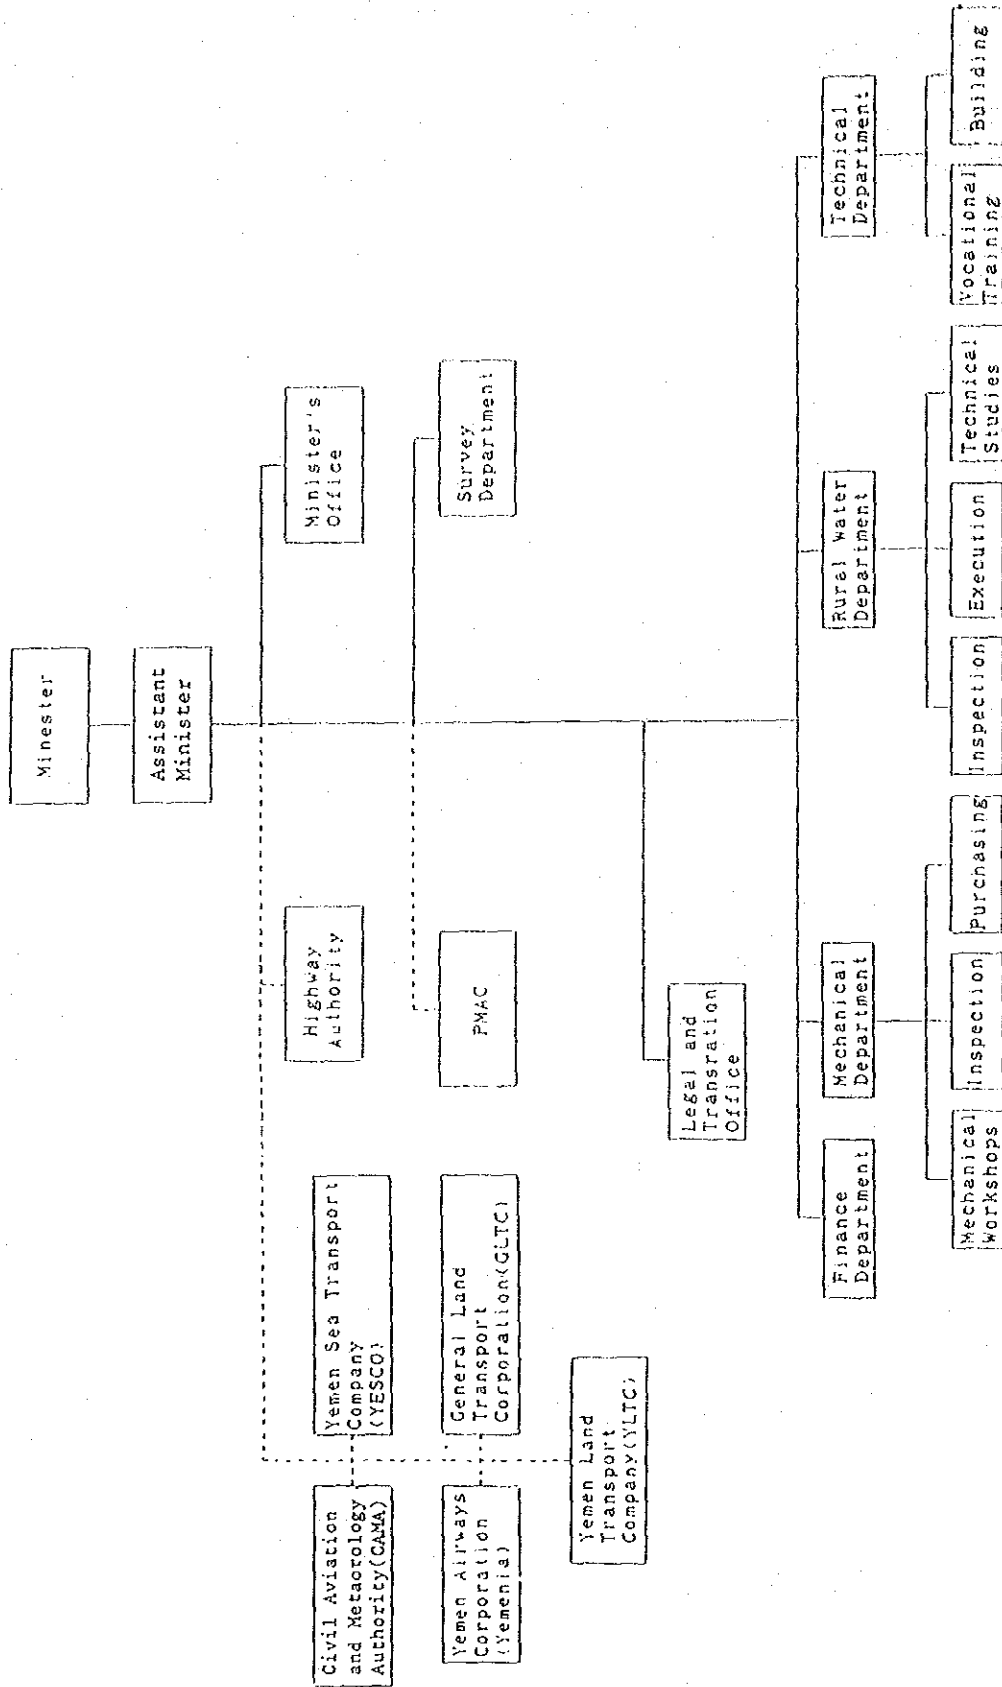 Minester
Assistant
Minister
Highway
Authority
Minister's
Office
Civil Aviation
and Metaorology
Authority(CAMA)
Yemen Sea Transport
Company
(YESCO)
Yemen Airways
Corporation
(Yemenia)
General Land
Transport
Corporation(GLTC)
PMAC
Survey
Department
Yemen Land
Transport
Company(YLTC)
Legal and
Transration
Office
Finance
Department
Mechanical
Department
Rural Water
Department
Technical
Department
Mechanical
Workshops
Inspection
Purchasing
Inspection
Execution
Technical
Studies
Vocational
Training
Building